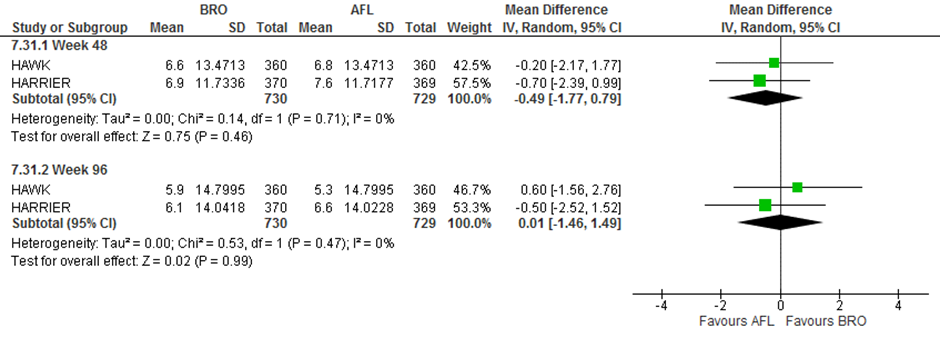 BRO AFL Mean Difference Mean Difference
Study or Subgroup Mean SD Total Mean SD Total Weight IV, Random, 95% CI IV, Random, 95% CI
7.31.1 Week 48
HAWK 6.6 13.4713 360 6.8 13.4713 360 42.5% -0.20 [-2.17, 1.77]
HARRIER 6.9 11.7336 370 7.6 11.7177 369 57.5% -0.70 [-2.39, 0.99]
Subtotal (95% CI) 730 729 100.0% -0.49 [-1.77, 0.79]
Heterogeneity: Tau² = 0.00; Chi² = 0.14, df = 1 (P = 0.71); I² = 0%
Test for overall effect: Z = 0.75 (P = 0.46)
7.31.2 Week 96
HAWK 5.9 14.7995 360 5.3 14.7995 360 46.7% 0.60 [-1.56, 2.76]
HARRIER 6.1 14.0418 370 6.6 14.0228 369 53.3% -0.50 [-2.52, 1.52]
Subtotal (95% CI) 730 729 100.0% 0.01 [-1.46, 1.49]
Heterogeneity: Tau² = 0.00; Chi² = 0.53, df = 1 (P = 0.47); I² = 0%
Test for overall effect: Z = 0.02 (P = 0.99)
-4 -2 0 2 4
Favours AFL Favours BRO